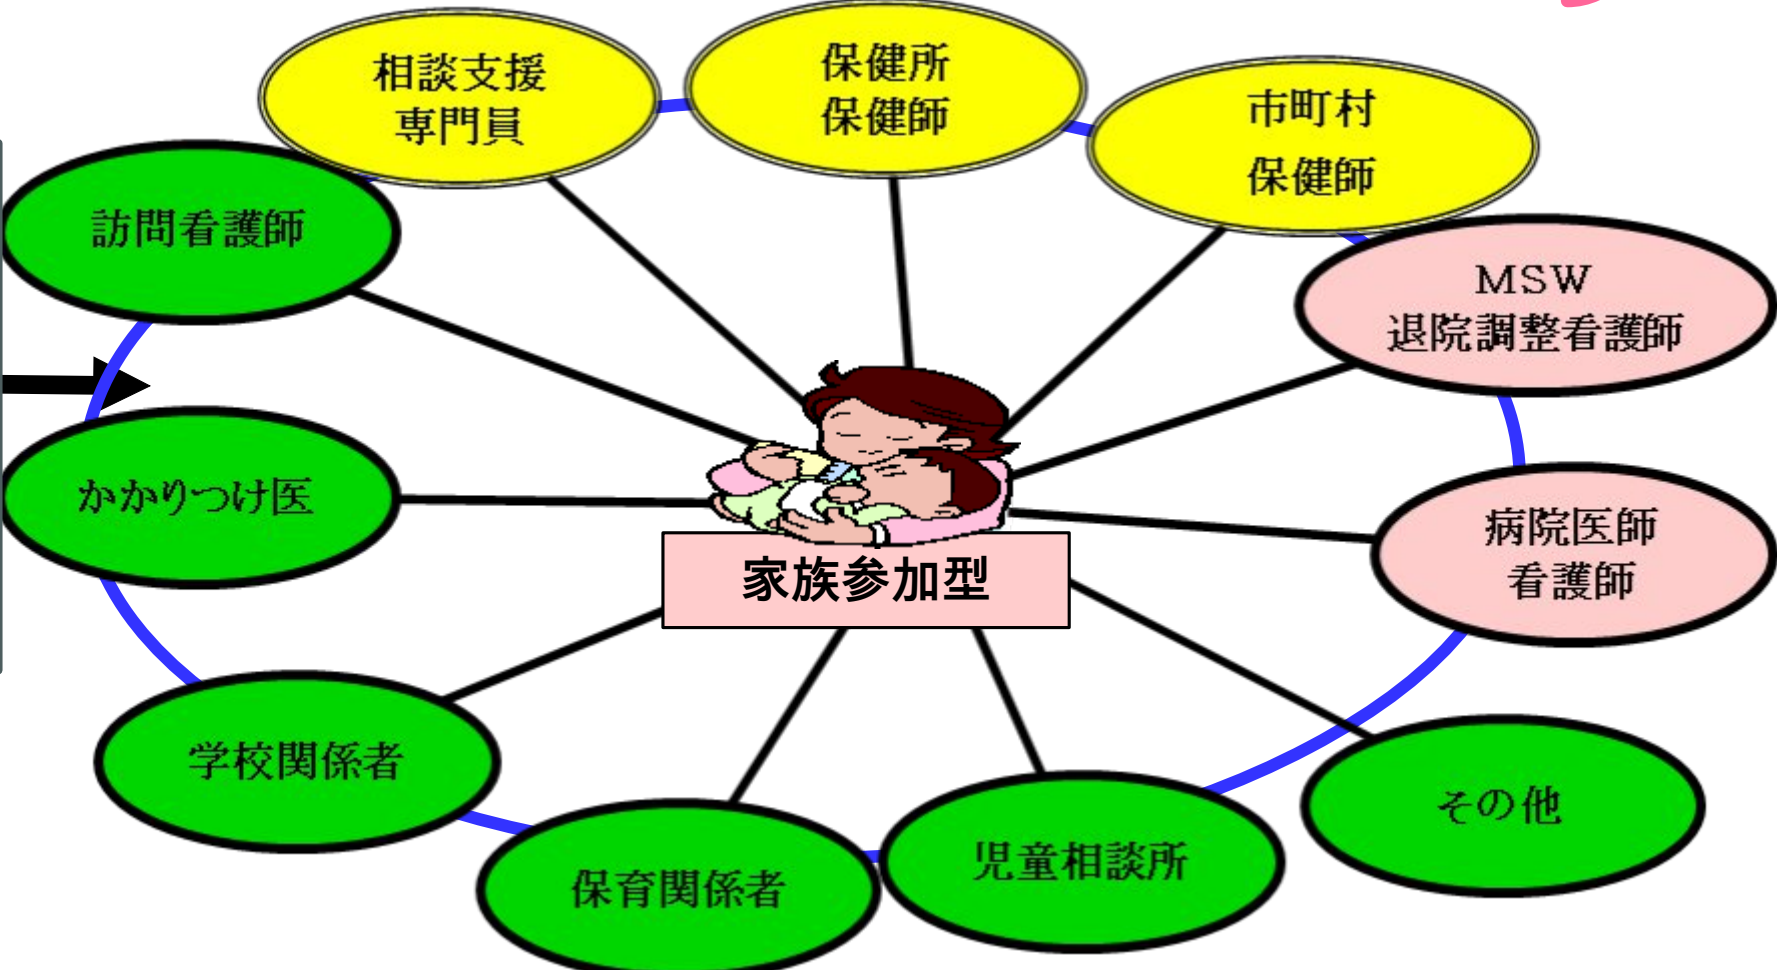 相談支援
専門員
保健所
保健師
市町村
保健師
訪問看護師
MSW
退院調整看護師
かかりつけ医
病院医師
看護師
家族参加型
学校関係者
その他
保育関係者
児童相談所